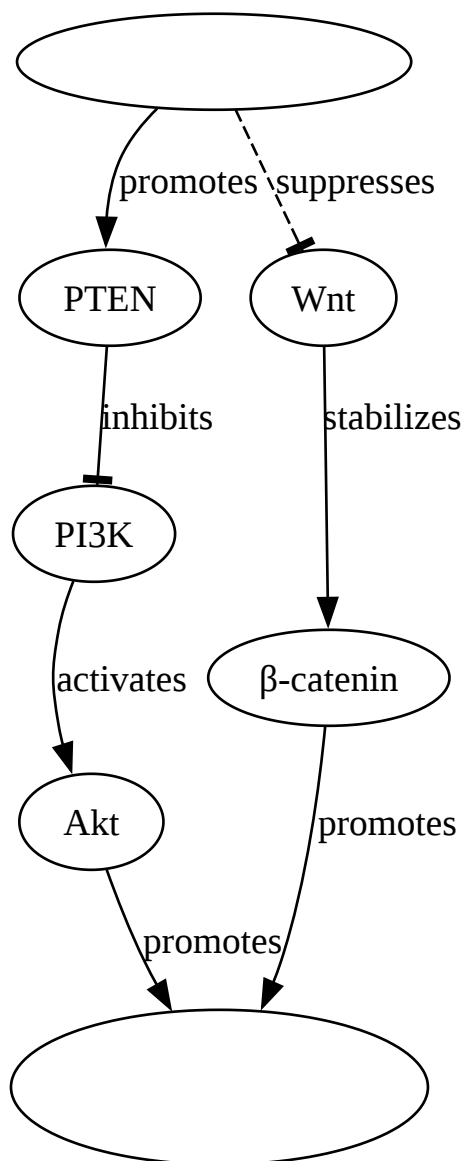 promotes
suppresses
PTEN
Wnt
inhibits
stabilizes
PI3K
activates
β-catenin
Akt
promotes
promotes